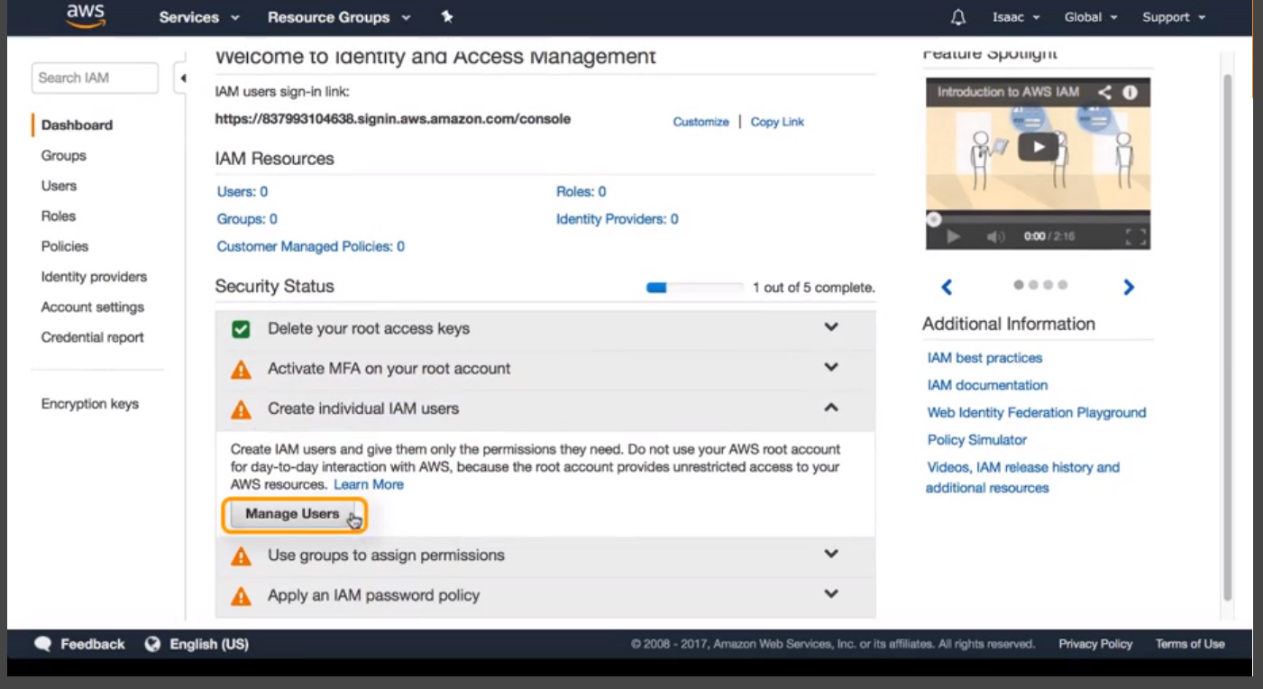 aws
Services
Resource Groups
Isaac
Global
Support
Search IAM
Dashboard
Groups
Users
Roles
Policies
Identity providers
Account settings
Credential report
Encryption keys
Welcome to Identity and Access Management
IAM users sign-in link:
https://837993104638.signin.aws.amazon.com/console
Customize | Copy Link
IAM Resources
Users: 0
Roles: 0
Groups: 0
Identity Providers: 0
Customer Managed Policies: 0
Security Status
1 out of 5 complete.
Delete your root access keys
Activate MFA on your root account
Create individual IAM users
Create IAM users and give them only the permissions they need. Do not use your AWS root account
for day-to-day interaction with AWS, because the root account provides unrestricted access to your
AWS resources. Learn More
Manage Users
Use groups to assign permissions
Apply an IAM password policy
Feature Spotlight
Introduction to AWS IAM
0:00 / 2:16
Additional Information
IAM best practices
IAM documentation
Web Identity Federation Playground
Policy Simulator
Videos, IAM release history and
additional resources
Feedback
English (US)
© 2008 - 2017, Amazon Web Services, Inc. or its affiliates. All rights reserved.
Privacy Policy
Terms of Use